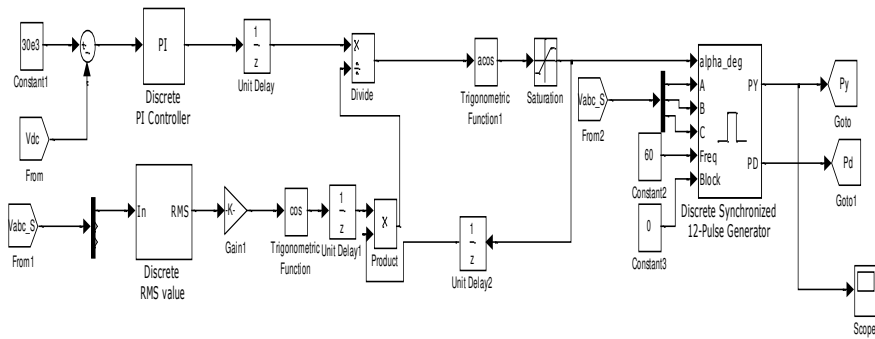 30e3
Constant1
PI
Discrete
PI Controller
1
z
Unit Delay
X
÷
Divide
acos
Trigonometric
Function1
Saturation
Vdc
From
Vabc_S
From2
60
Constant2
0
Constant3
alpha_deg
A
B
C
Freq
Block
PY
PD
Discrete Synchronized
12-Pulse Generator
Py
Goto
Pd
Goto1
Scope
Vabc_S
From1
In
RMS
Discrete
RMS value
-K-
Gain1
cos
Trigonometric
Function
1
z
Unit Delay1
X
Product
1
z
Unit Delay2